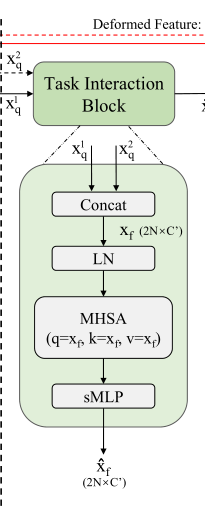 Deformed Feature:
x_q^2
x_q^1
Task Interaction
Block
x_q^1 x_q^2
Concat
x_f (2N×C')
LN
MHSA
(q=x_f, k=x_f, v=x_f)
sMLP
x̂_f
(2N×C')